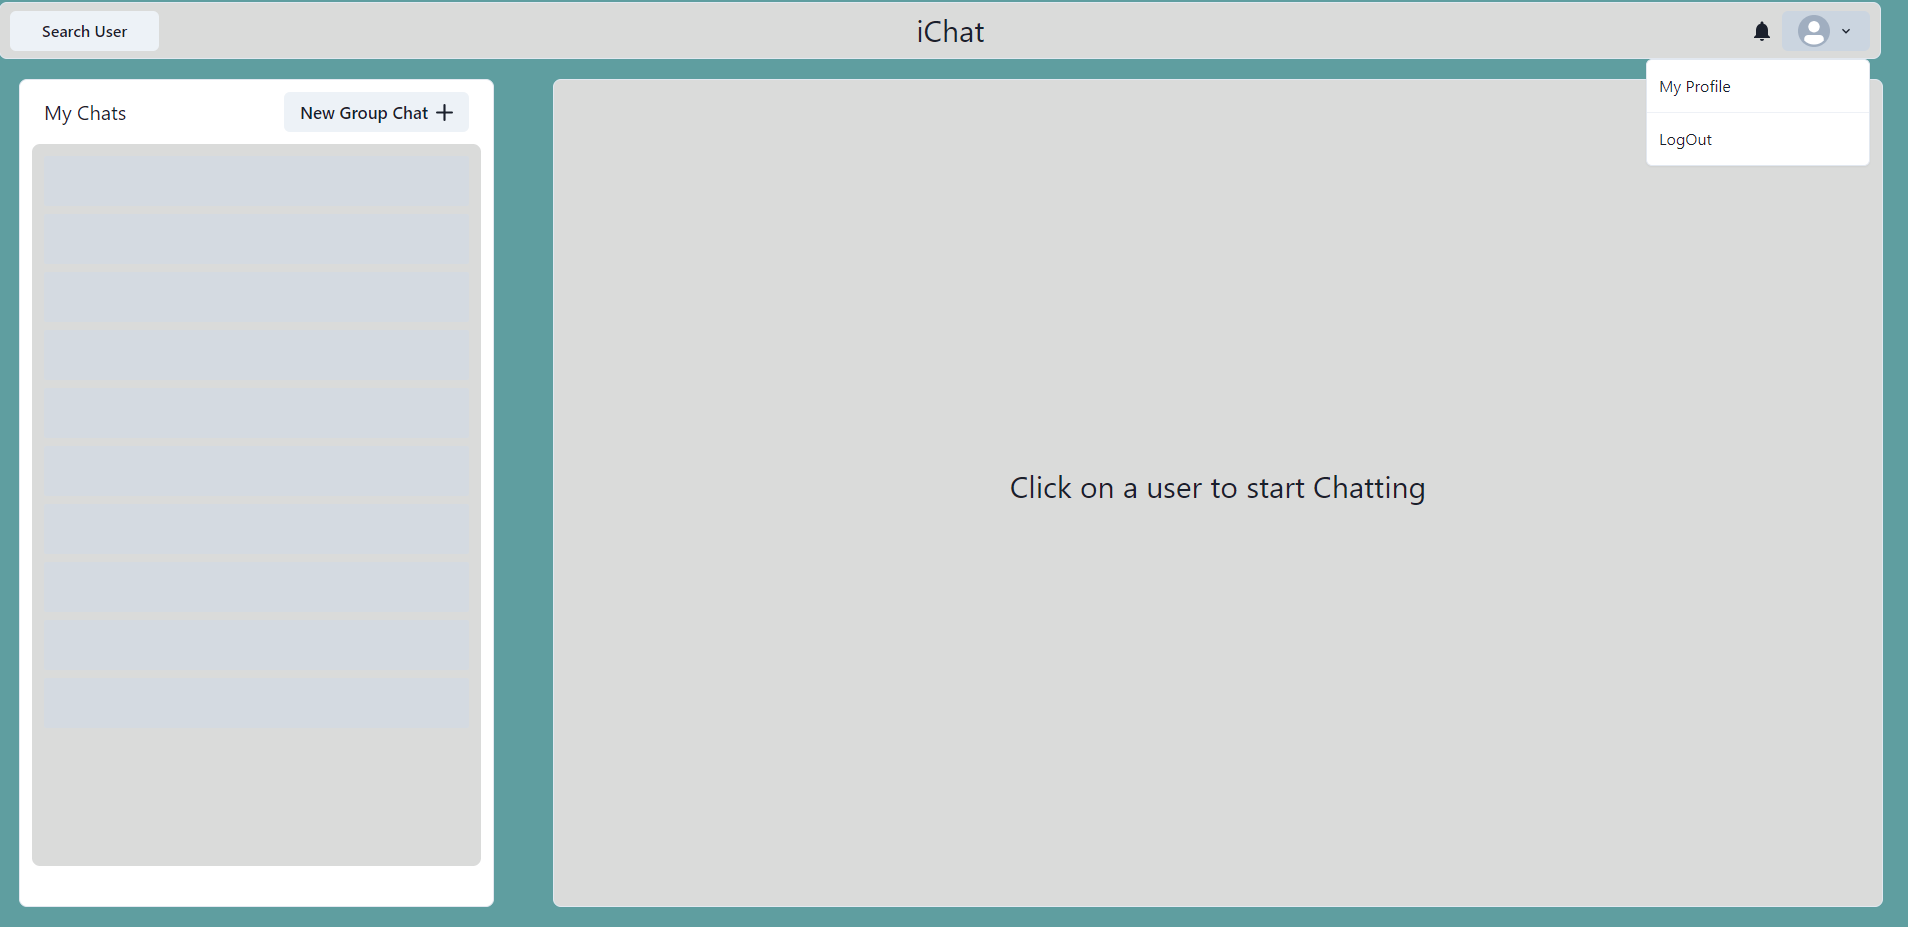 Search User
iChat
My Profile
LogOut
My Chats
New Group Chat
Click on a user to start Chatting